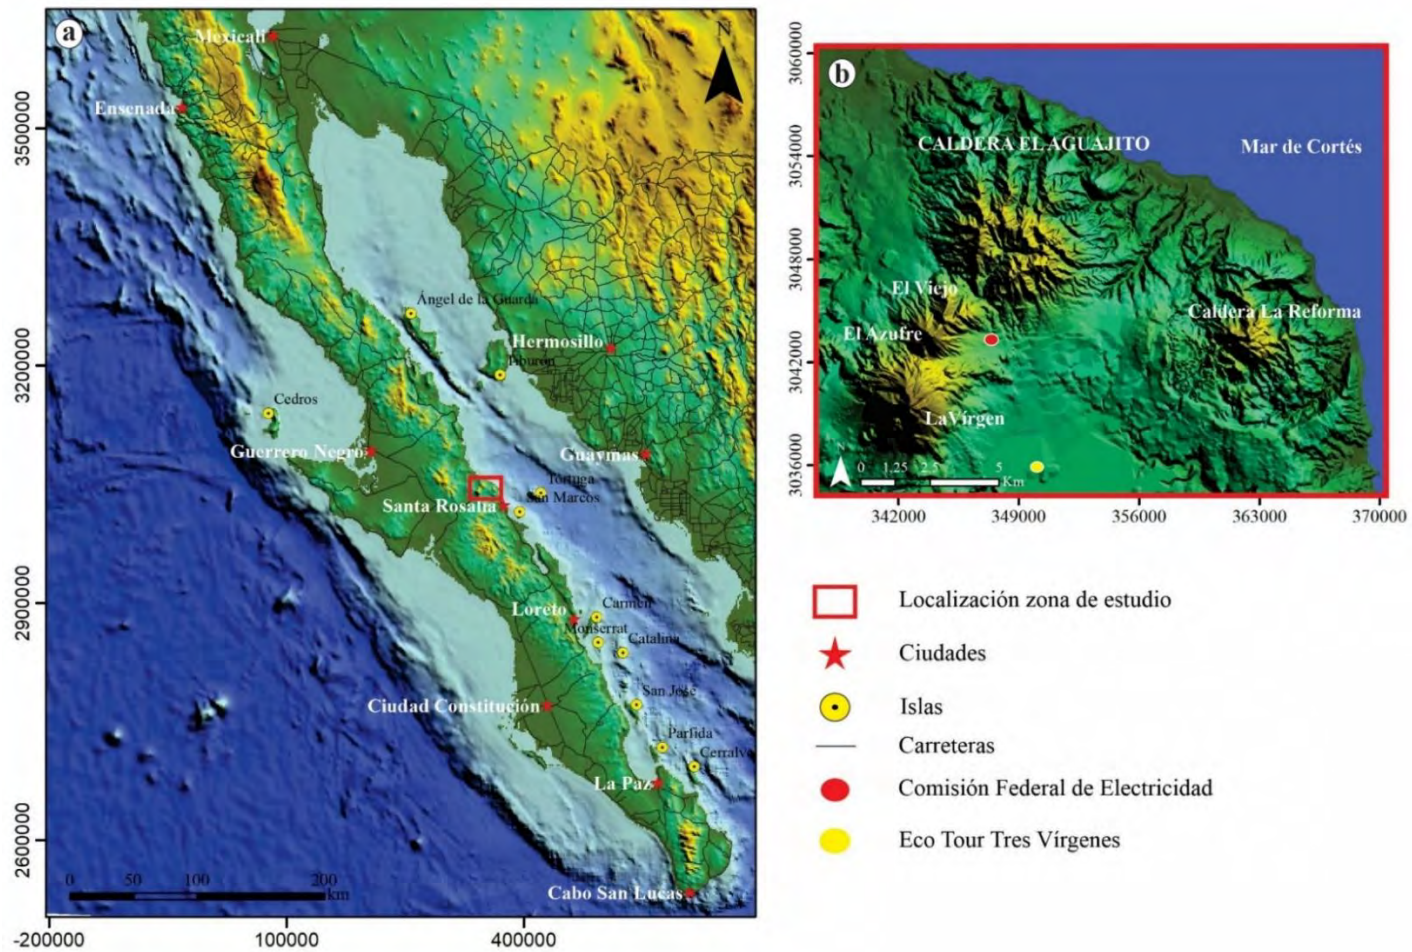 a
N
Mexicali
Ensenada
Ángel de la Guarda
Hermosillo
Tiburón
Cedros
Guerrero Negro
Guaymas
Tortuga
San Marcos
Santa Rosalía
Carmen
Loreto
Monserrat
Catalina
San José
Ciudad Constitución
Partida
Cerralvo
La Paz
Cabo San Lucas
0 50 100 200
km
3500000
3200000
2900000
2600000
-200000 100000 400000
b
CALDERA EL AGUAJITO
Mar de Cortés
El Viejo
Caldera La Reforma
El Azufre
La Vírgen
N
0 1,25 2,5 5
Km
3060000
3054000
3048000
3042000
3036000
342000 349000 356000 363000 370000
Localización zona de estudio
Ciudades
Islas
Carreteras
Comisión Federal de Electricidad
Eco Tour Tres Vírgenes